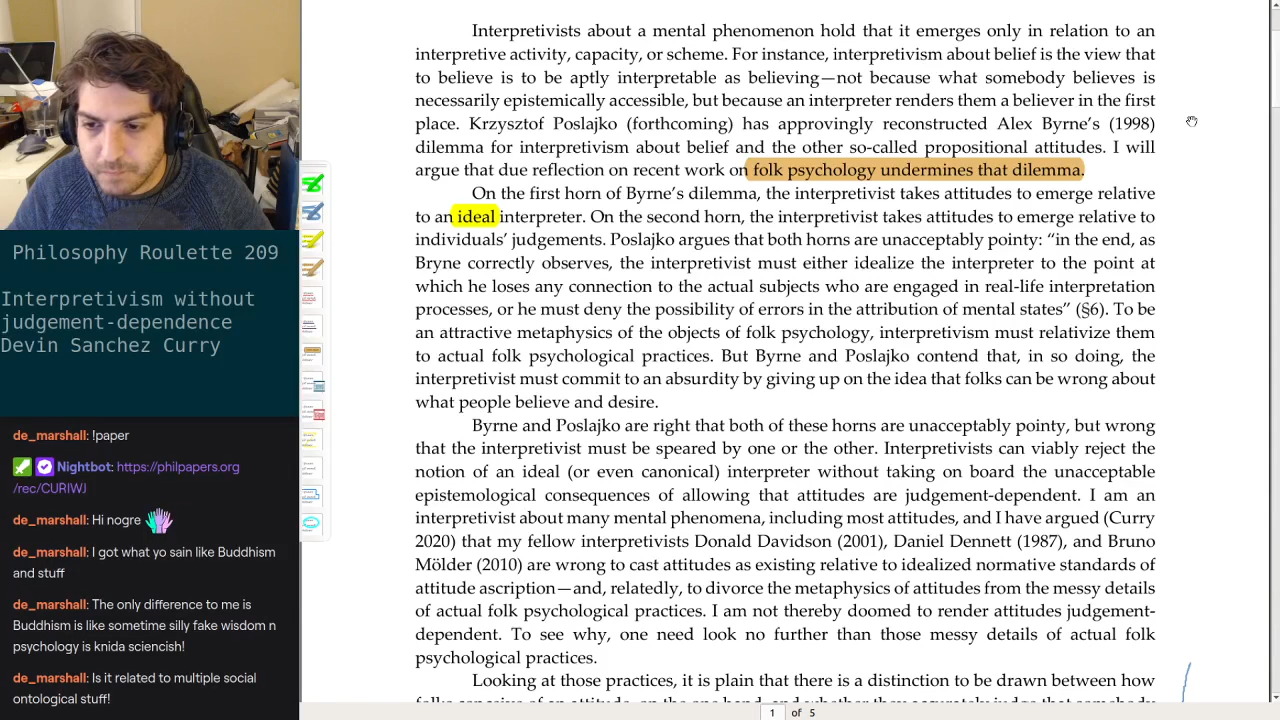 Interpretivists about a mental phenomenon hold that it emerges only in relation to an
interpretive activity, capacity, or scheme. For instance, interpretivism about belief is the view that
to believe is to be aptly interpretable as believing—not because what somebody believes is
necessarily epistemically accessible, but because an interpreter renders them a believer in the first
place. Krzysztof Poslajko (forthcoming) has approvingly reconstructed Alex Byrne's (1998)
dilemma for interpretivism about belief and the other so-called propositional attitudes. I will
argue that due attention to recent work on folk psychology undermines that dilemma.
On the first horn of Byrne's dilemma, the interpretivist takes attitudes to emerge relative
to an ideal interpreter. On the second horn, the interpretivist takes attitudes to emerge relative to
individuals' judgements. Poslajko argues that both horns are unacceptably pointy: "in the end, as
Bryne correctly observes, the interpretivist must either idealize the interpreter to the point at
which he loses any connection to the actual subjects who are engaged in real life interpretation
processes, or he must deny the possibility of error in the attribution of mental states" (§1). To be
an attractive metaphysics of the objects of folk psychology, interpretivism must be relativized
to actual folk psychological practices. But Byrne and Poslajko contend that, in so doing, the
interpretivist must commit to the absurdity of giving up on the idea that folks can be wrong about
what people believe and desire.
Byrne and Poslajko are right that both of these horns are unacceptably pointy, but wrong
that the interpretivist must be impaled on one or the other. Interpretivists can profitably forgo the
notion of an ideal folk psychological interpreter without taking on board the unacceptable
epistemological consequences of allowing that attitudes are judgement-dependent. I am an
interpretivist about many mental phenomena, including most attitudes. I have argued (Curry,
2020) that my fellow interpretivists Donald Davidson (2001), Daniel Dennett (1987), and Bruno
Mölder (2010) are wrong to cast attitudes as existing relative to idealized normative standards of
attitude ascription—and, relatedly, to divorce the metaphysics of attitudes from the messy details
of actual folk psychological practices. I am not thereby doomed to render attitudes judgement-
dependent. To see why, one need look no further than those messy details of actual folk
psychological practices.
Looking at those practices, it is plain that there is a distinction to be drawn between how
1 of 5
Philosophy Roulette 209
Interpretivism without
judgement-dependence
Devin Sanchez Curry
de_marshall: !paper
Nightbot: https://philpapers.org
/rec/CURIWJ
de_marshall: Hi nogre
de_marshall: I got what yo sain like Buddhism
and stuff
de_marshall: The only difference to me is
Buddhism is like sometime silly fake wisdom n
psychology is knida sciencish!
de_marshall: Is it related to multiple social
ontological stuff!